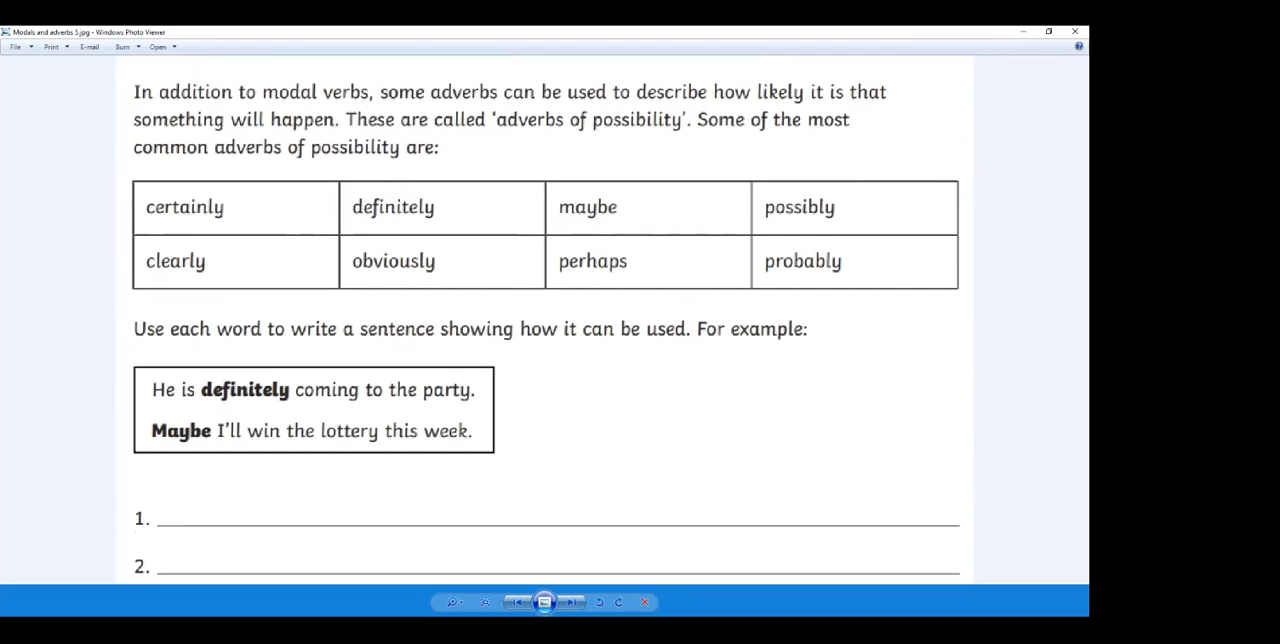 Modals and adverbs 5.jpg - Windows Photo Viewer
File Print E-mail Burn Open
In addition to modal verbs, some adverbs can be used to describe how likely it is that
something will happen. These are called ‘adverbs of possibility’. Some of the most
common adverbs of possibility are:
certainly definitely maybe possibly
clearly obviously perhaps probably
Use each word to write a sentence showing how it can be used. For example:
He is definitely coming to the party.
Maybe I’ll win the lottery this week.
1.
2.